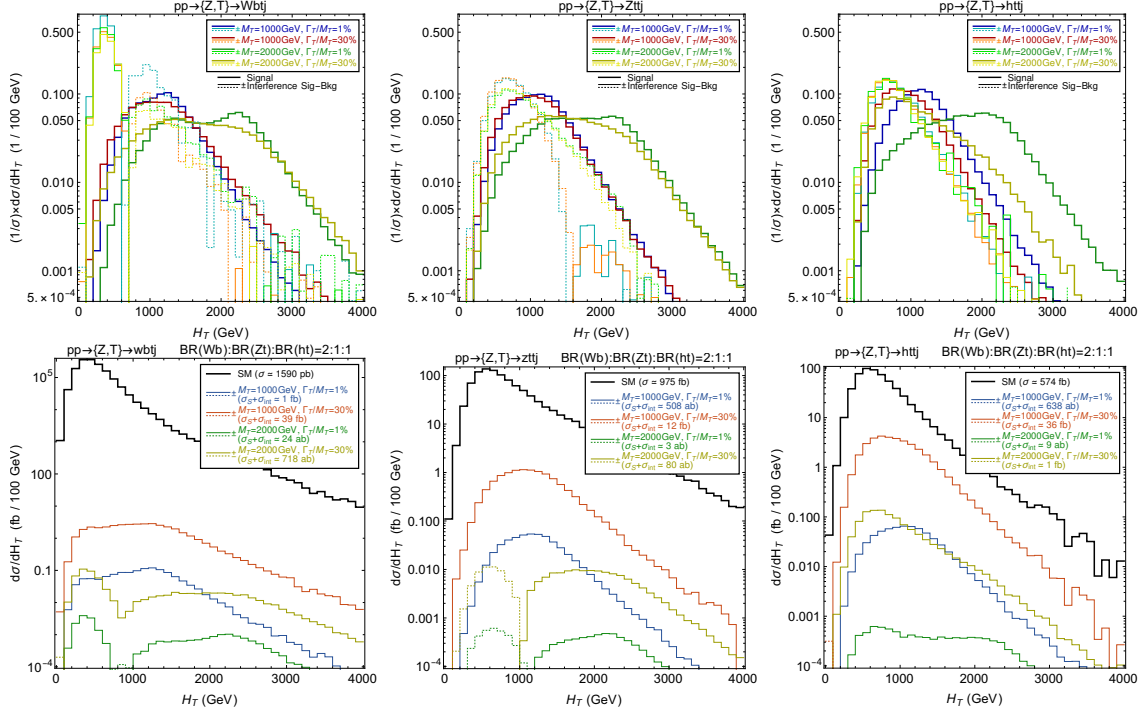 pp→{Z,T}→Wbtj
(1/σ)×dσ/dH_T (1 / 100 GeV)
0.500
0.100
0.050
0.010
0.005
0.001
5.×10⁻⁴
±M_T=1000GeV, Γ_T/M_T=1%
±M_T=1000GeV, Γ_T/M_T=30%
±M_T=2000GeV, Γ_T/M_T=1%
±M_T=2000GeV, Γ_T/M_T=30%
Signal
±Interference Sig-Bkg
0 1000 2000 3000 4000
H_T (GeV)
pp→{Z,T}→Zttj
(1/σ)×dσ/dH_T (1 / 100 GeV)
0.500
0.100
0.050
0.010
0.005
0.001
5.×10⁻⁴
±M_T=1000GeV, Γ_T/M_T=1%
±M_T=1000GeV, Γ_T/M_T=30%
±M_T=2000GeV, Γ_T/M_T=1%
±M_T=2000GeV, Γ_T/M_T=30%
Signal
±Interference Sig-Bkg
0 1000 2000 3000 4000
H_T (GeV)
pp→{Z,T}→httj
(1/σ)×dσ/dH_T (1 / 100 GeV)
0.500
0.100
0.050
0.010
0.005
0.001
5.×10⁻⁴
±M_T=1000GeV, Γ_T/M_T=1%
±M_T=1000GeV, Γ_T/M_T=30%
±M_T=2000GeV, Γ_T/M_T=1%
±M_T=2000GeV, Γ_T/M_T=30%
Signal
±Interference Sig-Bkg
0 1000 2000 3000 4000
H_T (GeV)
pp→{Z,T}→wbtj BR(Wb):BR(Zt):BR(ht)=2:1:1
dσ/dH_T (fb / 100 GeV)
10⁵
100
0.1
10⁻⁴
SM (σ = 1590 pb)
±M_T=1000GeV, Γ_T/M_T=1%
(σ_S+σ_int = 1 fb)
±M_T=1000GeV, Γ_T/M_T=30%
(σ_S+σ_int = 39 fb)
±M_T=2000GeV, Γ_T/M_T=1%
(σ_S+σ_int = 24 ab)
±M_T=2000GeV, Γ_T/M_T=30%
(σ_S+σ_int = 718 ab)
0 1000 2000 3000 4000
H_T (GeV)
pp→{Z,T}→zttj BR(Wb):BR(Zt):BR(ht)=2:1:1
dσ/dH_T (fb / 100 GeV)
100
10
1
0.100
0.010
0.001
10⁻⁴
SM (σ = 975 fb)
±M_T=1000GeV, Γ_T/M_T=1%
(σ_S+σ_int = 508 ab)
±M_T=1000GeV, Γ_T/M_T=30%
(σ_S+σ_int = 12 fb)
±M_T=2000GeV, Γ_T/M_T=1%
(σ_S+σ_int = 3 ab)
±M_T=2000GeV, Γ_T/M_T=30%
(σ_S+σ_int = 80 ab)
0 1000 2000 3000 4000
H_T (GeV)
pp→{Z,T}→httj BR(Wb):BR(Zt):BR(ht)=2:1:1
dσ/dH_T (fb / 100 GeV)
100
10
1
0.100
0.010
0.001
10⁻⁴
SM (σ = 574 fb)
±M_T=1000GeV, Γ_T/M_T=1%
(σ_S+σ_int = 638 ab)
±M_T=1000GeV, Γ_T/M_T=30%
(σ_S+σ_int = 36 fb)
±M_T=2000GeV, Γ_T/M_T=1%
(σ_S+σ_int = 9 ab)
±M_T=2000GeV, Γ_T/M_T=30%
(σ_S+σ_int = 1 fb)
0 1000 2000 3000 4000
H_T (GeV)